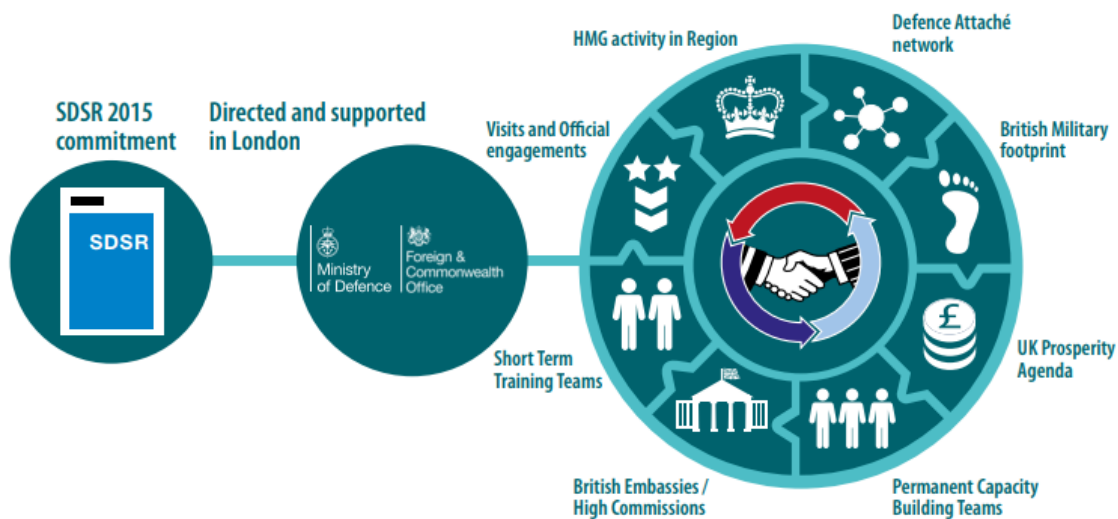 SDSR 2015
commitment
SDSR
Directed and supported
in London
Ministry
of Defence
Foreign &
Commonwealth
Office
HMG activity in Region
Defence Attaché
network
Visits and Official
engagements
British Military
footprint
£
UK Prosperity
Agenda
Short Term
Training Teams
British Embassies /
High Commissions
Permanent Capacity
Building Teams